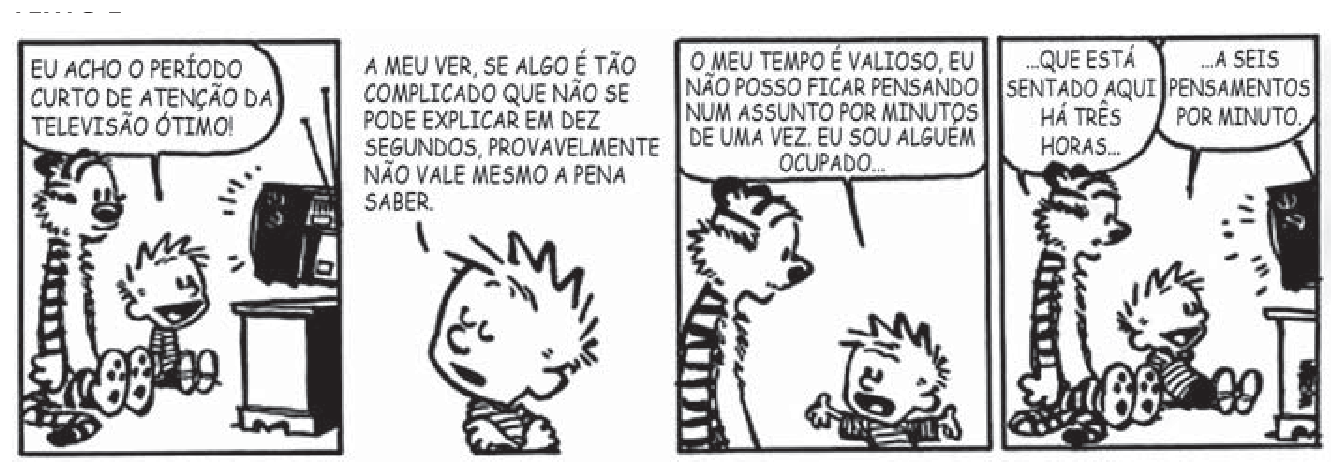 EU ACHO O PERÍODO
CURTO DE ATENÇÃO DA
TELEVISÃO ÓTIMO!
A MEU VER, SE ALGO É TÃO
COMPLICADO QUE NÃO SE
PODE EXPLICAR EM DEZ
SEGUNDOS, PROVAVELMENTE
NÃO VALE MESMO A PENA
SABER.
O MEU TEMPO É VALIOSO, EU
NÃO POSSO FICAR PENSANDO
NUM ASSUNTO POR MINUTOS
DE UMA VEZ. EU SOU ALGUÉM
OCUPADO...
...QUE ESTÁ
SENTADO AQUI
HÁ TRÊS
HORAS...
...A SEIS
PENSAMENTOS
POR MINUTO.